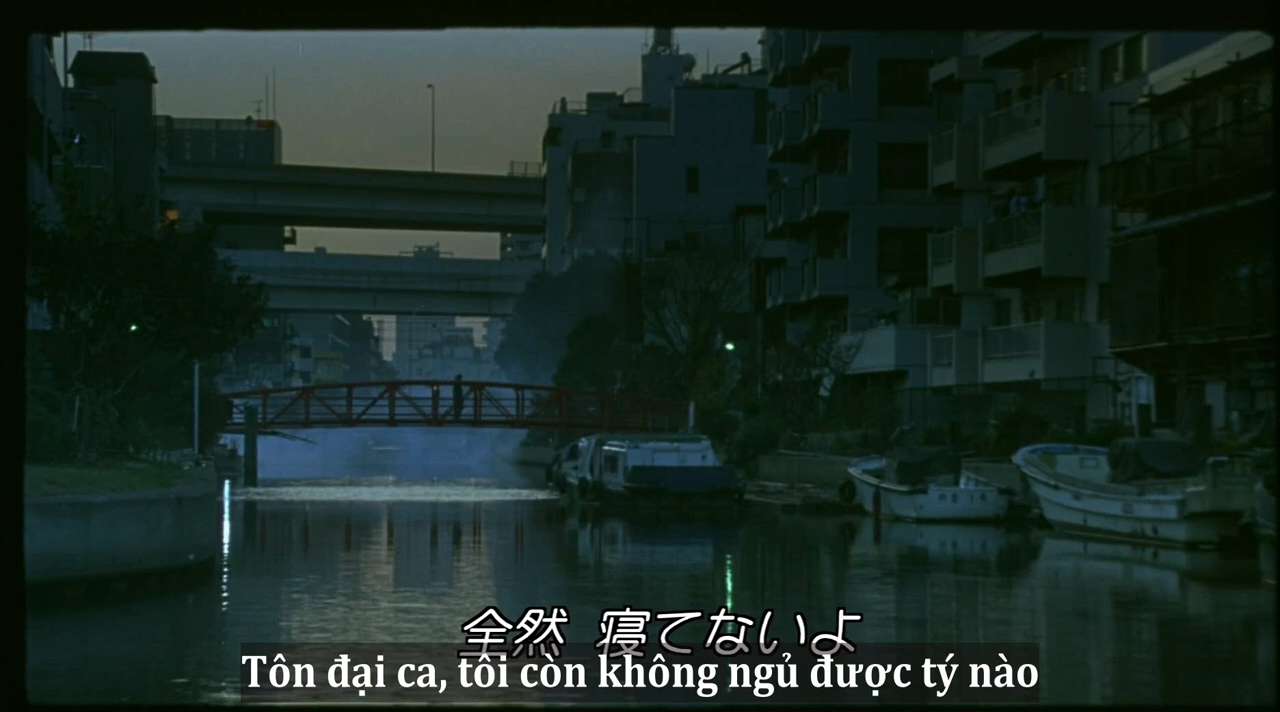 全然 寝てないよ
Tôn đại ca, tôi còn không ngủ được tý nào